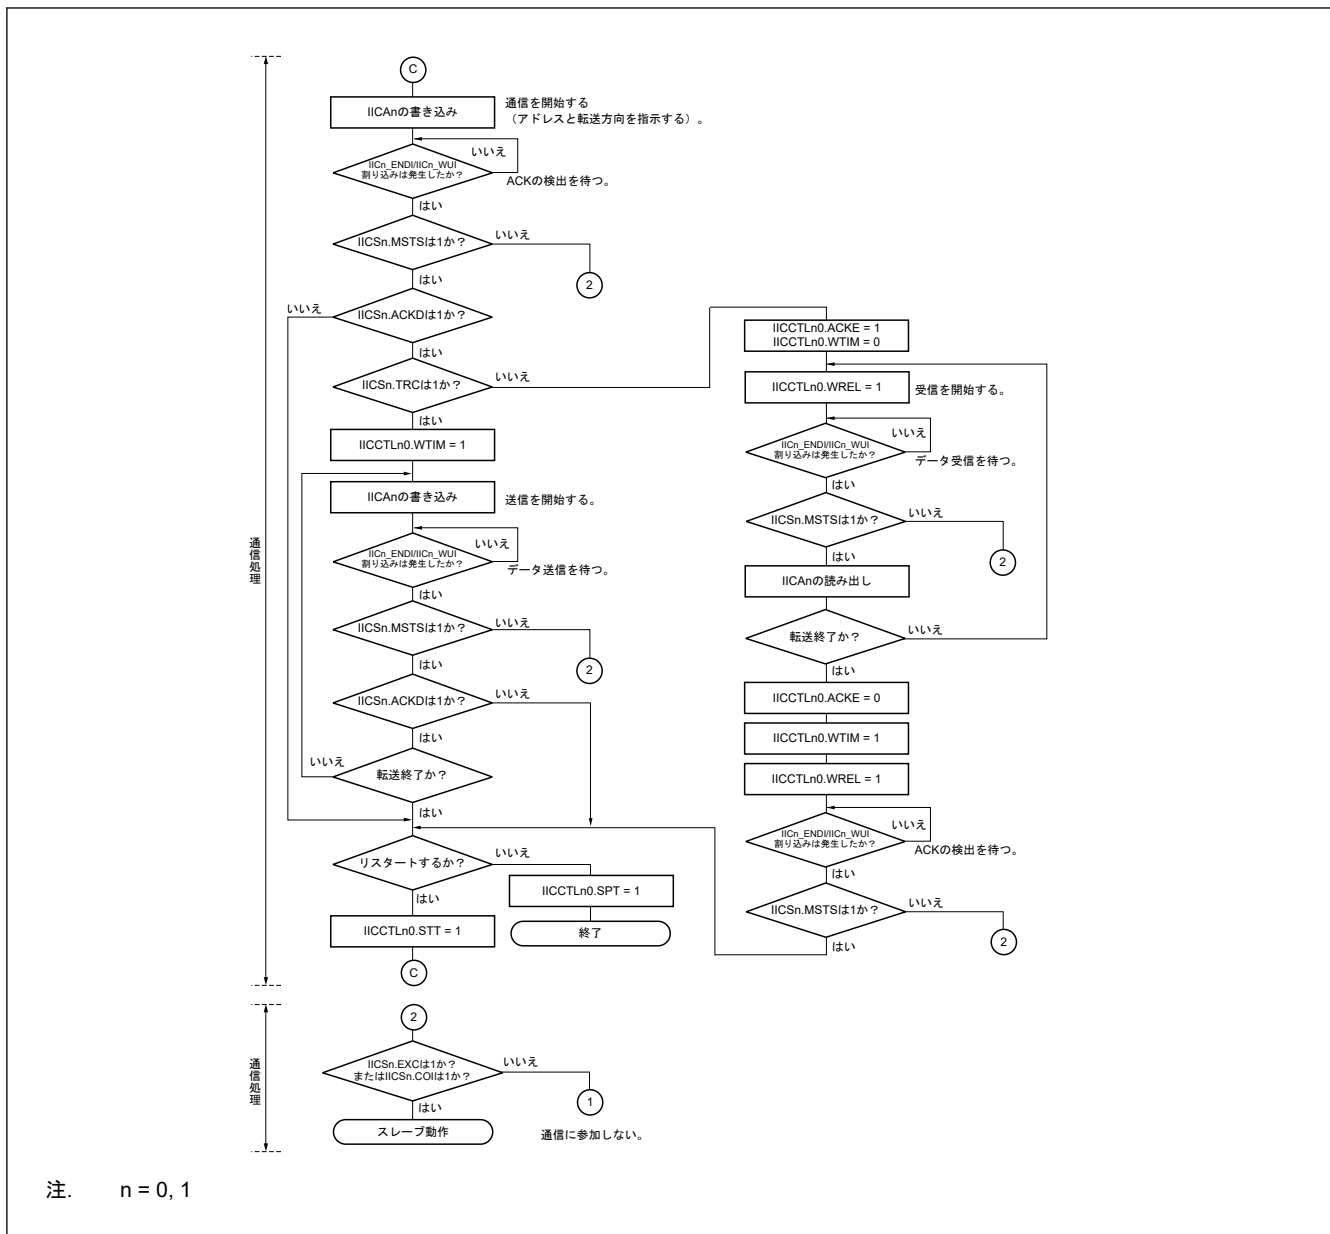 C
IICAnの書き込み
通信を開始する
（アドレスと転送方向を指示する）。
いいえ
IICn_ENDI/IICn_WUI
割り込みは発生したか？
ACKの検出を待つ。
はい
IICSn.MSTSは1か？
いいえ
2
はい
いいえ
IICSn.ACKDは1か？
はい
IICSn.TRCは1か？
いいえ
はい
IICCTLn0.WTIM = 1
IICAnの書き込み
送信を開始する。
いいえ
IICn_ENDI/IICn_WUI
割り込みは発生したか？
データ送信を待つ。
はい
IICSn.MSTSは1か？
いいえ
2
はい
IICSn.ACKDは1か？
いいえ
はい
いいえ
転送終了か？
はい
リスタートするか？
いいえ
IICCTLn0.SPT = 1
終了
はい
IICCTLn0.STT = 1
C
通信処理
IICCTLn0.ACKE = 1
IICCTLn0.WTIM = 0
IICCTLn0.WREL = 1
受信を開始する。
いいえ
IICn_ENDI/IICn_WUI
割り込みは発生したか？
データ受信を待つ。
はい
IICSn.MSTSは1か？
いいえ
2
はい
IICAnの読み出し
転送終了か？
いいえ
はい
IICCTLn0.ACKE = 0
IICCTLn0.WTIM = 1
IICCTLn0.WREL = 1
いいえ
IICn_ENDI/IICn_WUI
割り込みは発生したか？
ACKの検出を待つ。
はい
IICSn.MSTSは1か？
いいえ
2
はい
2
IICSn.EXCは1か？
またはIICSn.COIは1か？
いいえ
1
通信に参加しない。
はい
スレーブ動作
通信処理
注. n = 0, 1